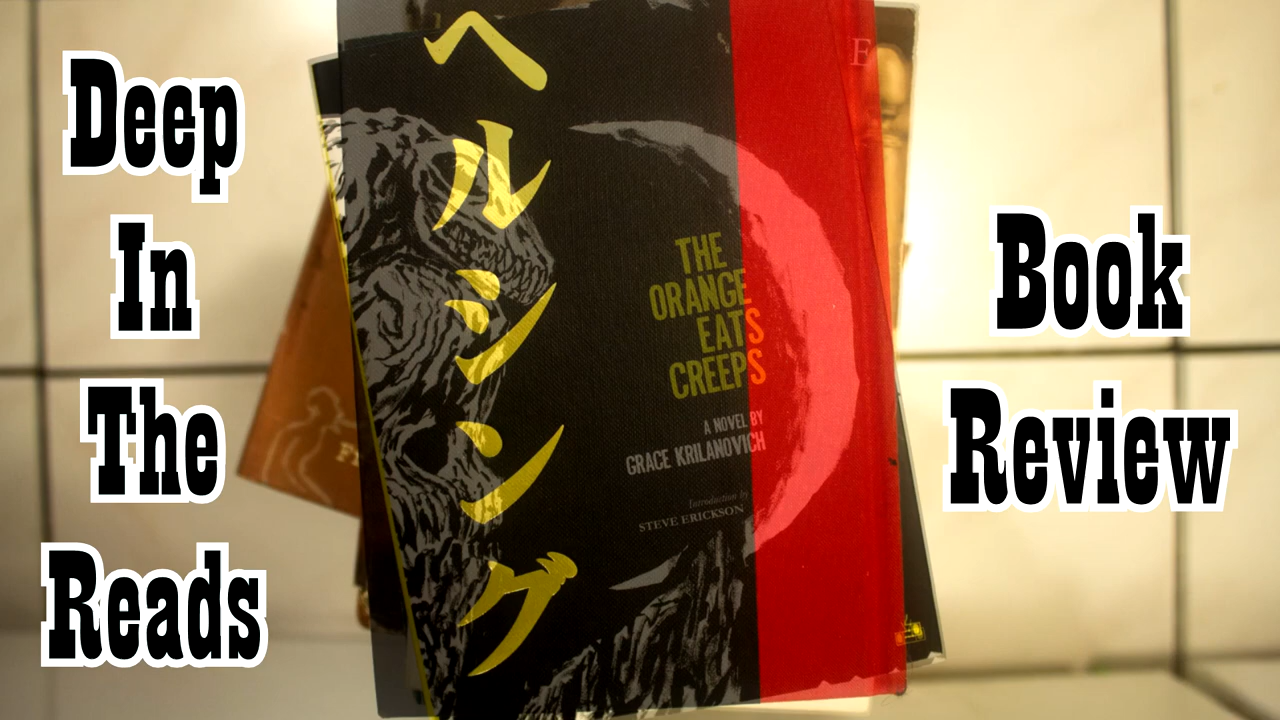 Deep
In
The
Reads
ヘルシング
THE
ORANGE
EATS
CREEPS
A NOVEL BY
GRACE KRILANOVICH
Introduction by
STEVE ERICKSON
Book
Review